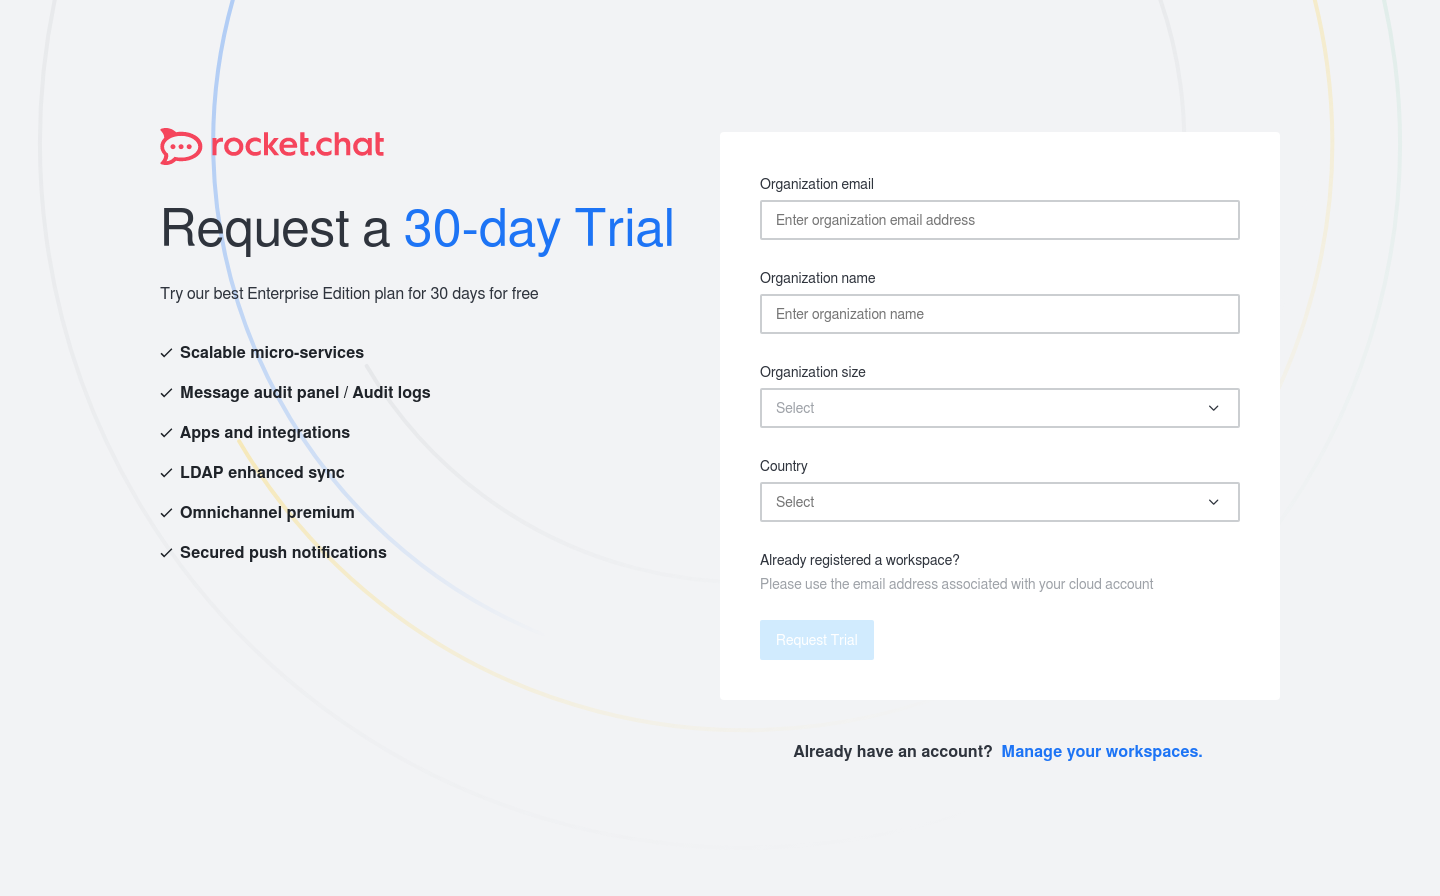 rocket.chat
Request a 30-day Trial
Try our best Enterprise Edition plan for 30 days for free
Scalable micro-services
Message audit panel / Audit logs
Apps and integrations
LDAP enhanced sync
Omnichannel premium
Secured push notifications
Organization email
Enter organization email address
Organization name
Enter organization name
Organization size
Select
Country
Select
Already registered a workspace?
Please use the email address associated with your cloud account
Request Trial
Already have an account? Manage your workspaces.